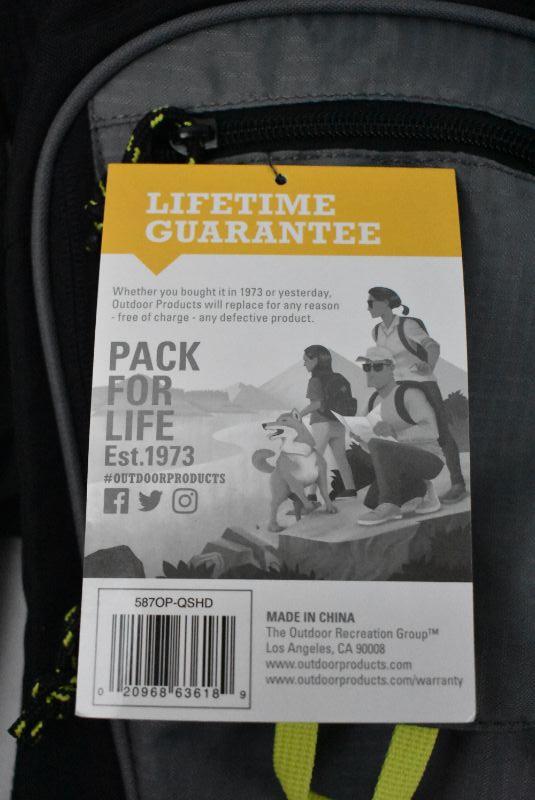 LIFETIME
GUARANTEE
Whether you bought it in 1973 or yesterday,
Outdoor Products will replace for any reason
- free of charge - any defective product.
PACK
FOR
LIFE
Est.1973
#OUTDOORPRODUCTS
587OP-QSHD
0 20968 63618 9
MADE IN CHINA
The Outdoor Recreation Group™
Los Angeles, CA 90008
www.outdoorproducts.com
www.outdoorproducts.com/warranty